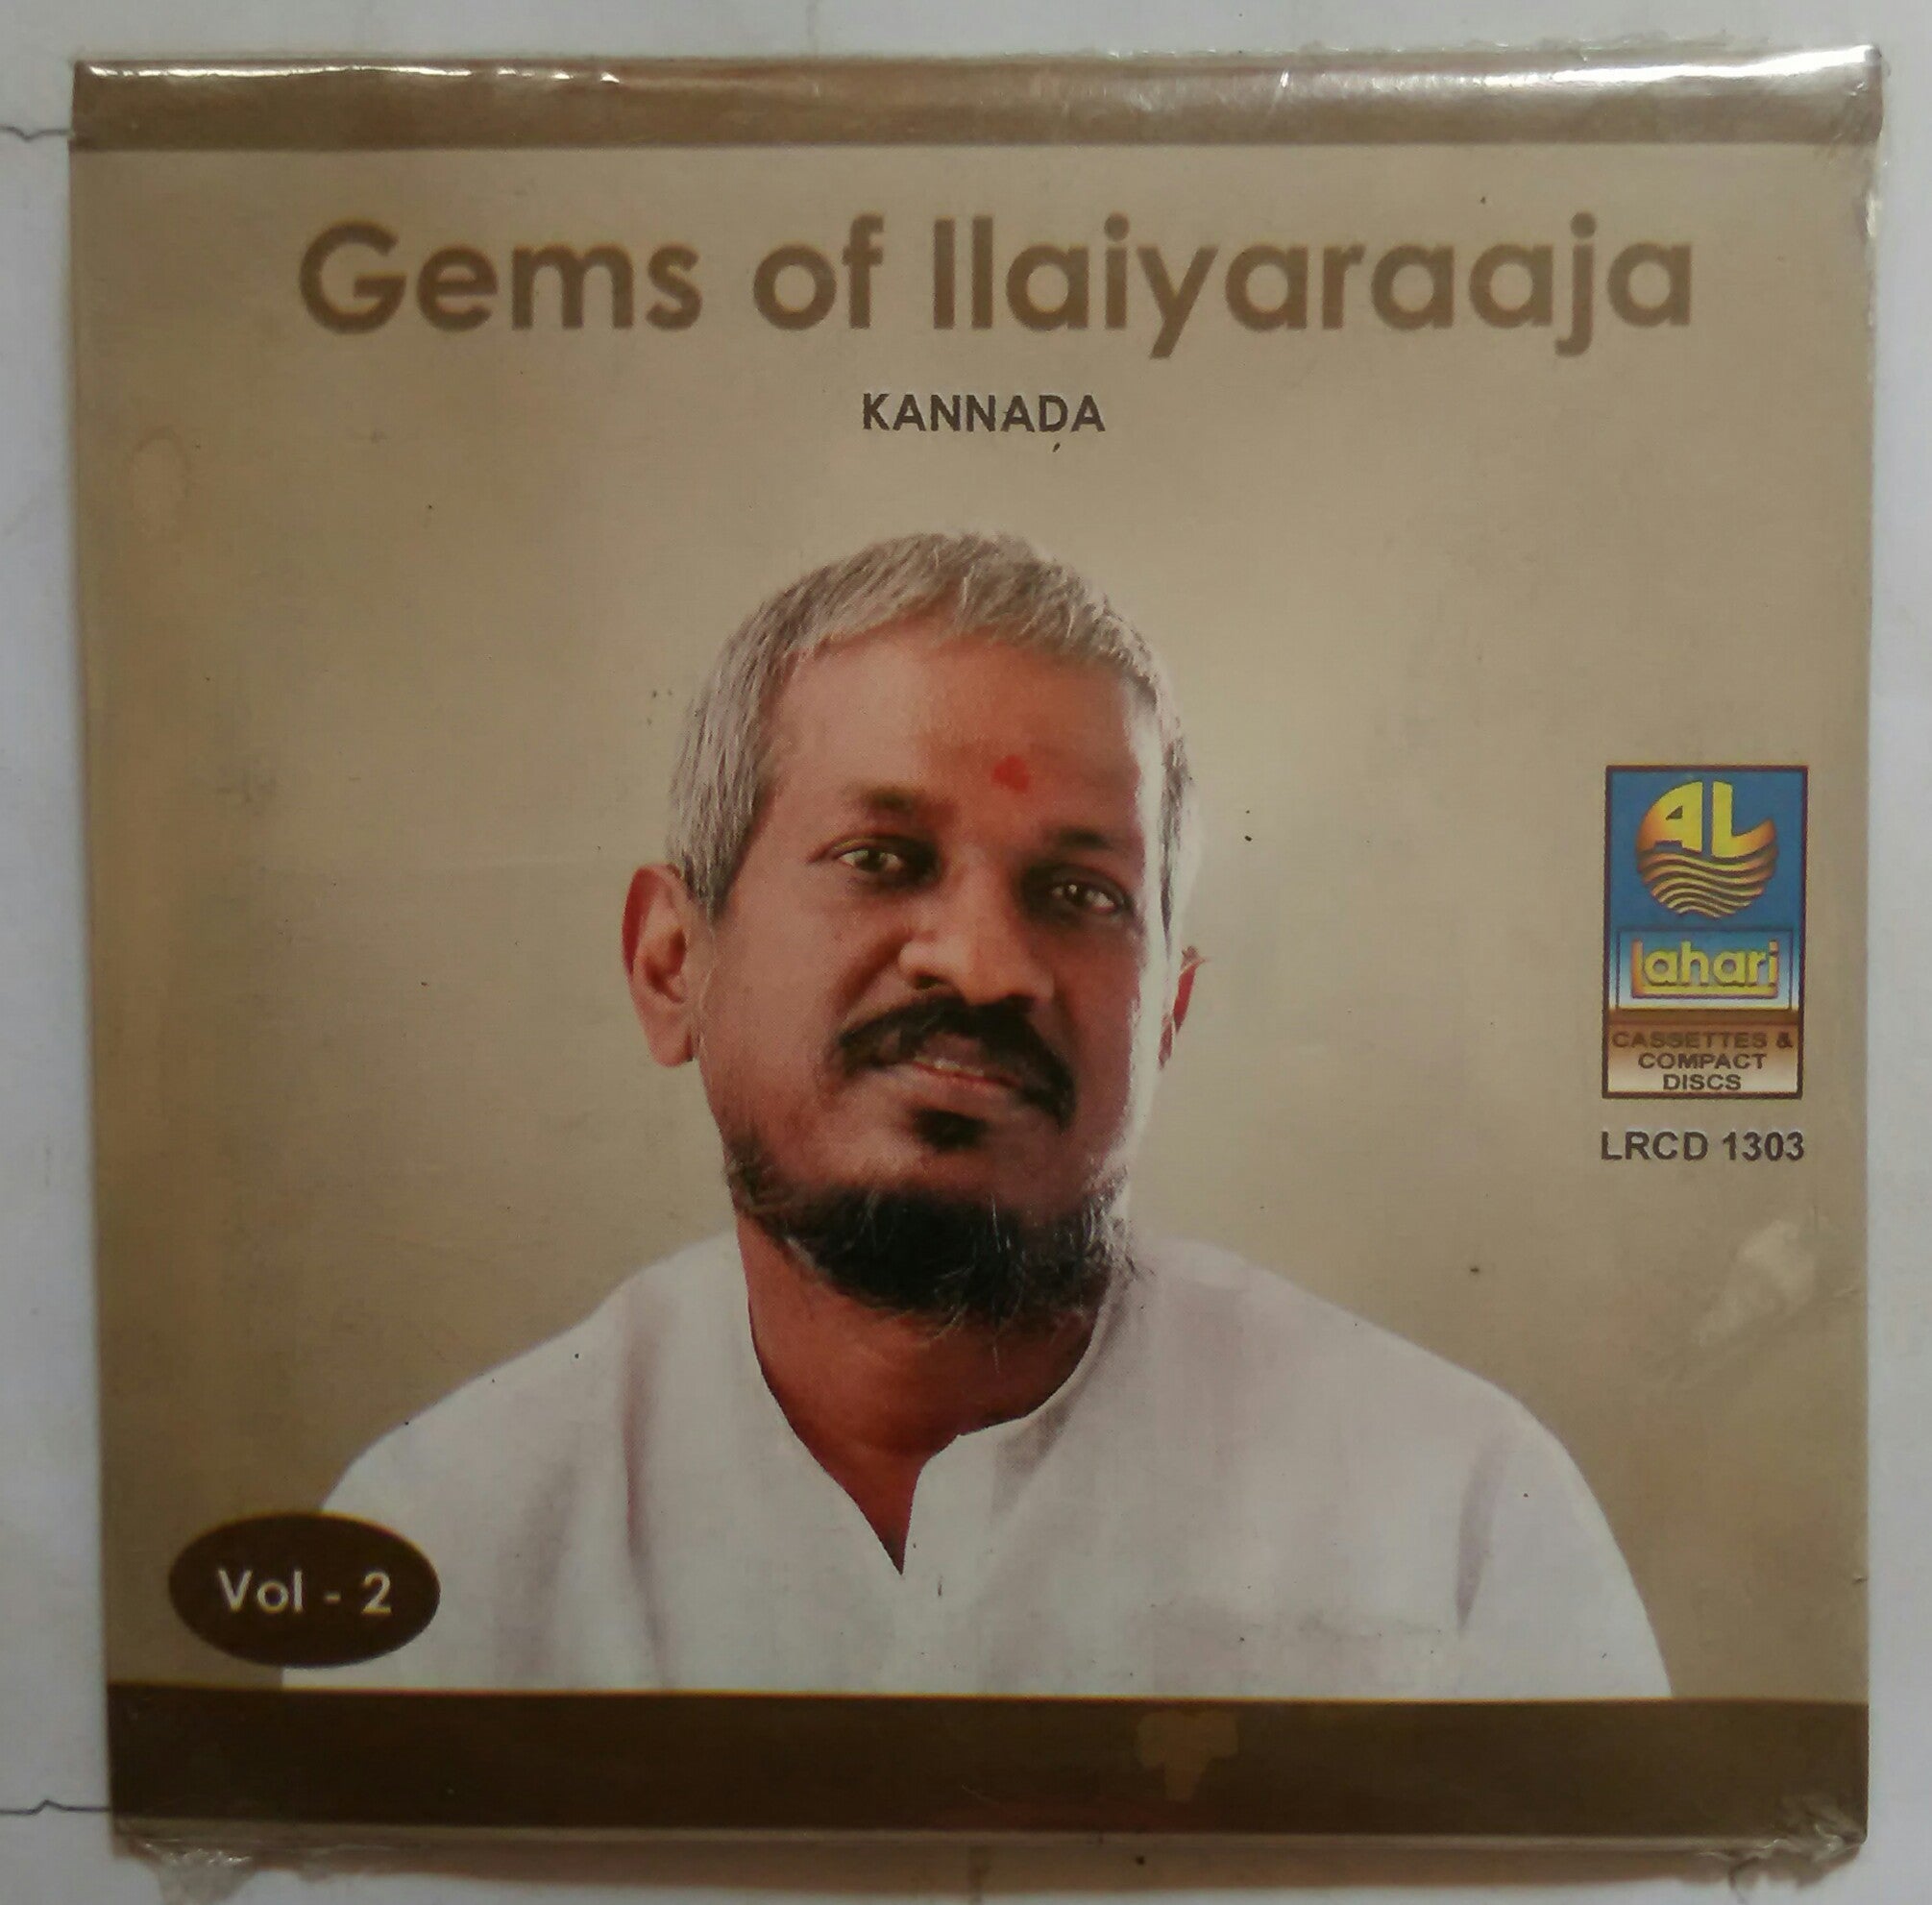 Gems of Ilaiyaraaja
KANNADA
AL
lahari
CASSETTES &
COMPACT
DISCS
LRCD 1303
Vol - 2